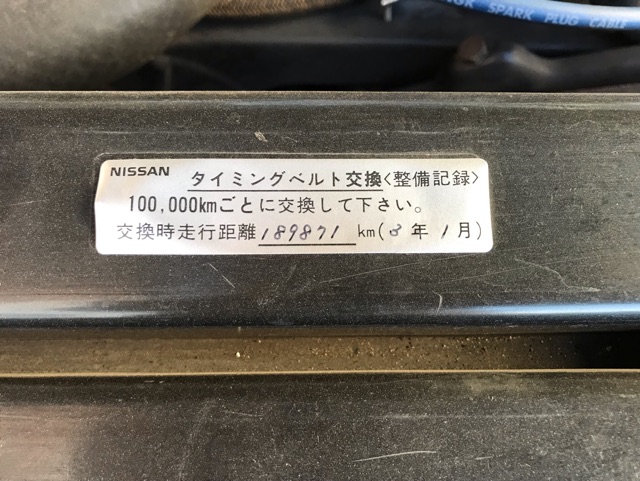 NGK SPARK PLUG CABLE
NISSAN タイミングベルト交換<整備記録>
100,000kmごとに交換して下さい。
交換時走行距離 189871 km(8年 1月)